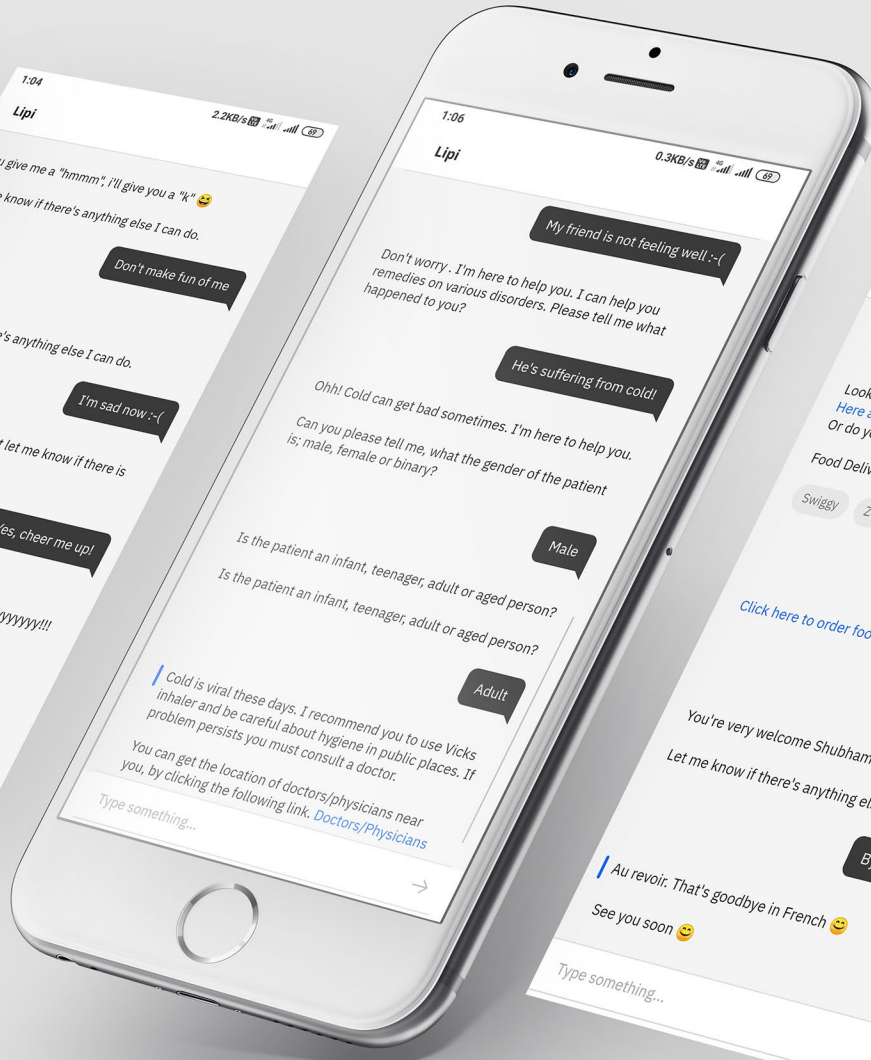 1:04
2.2KB/s
4G
69
Lipi
give me a "hmmm", i'll give you a "k" 😆
know if there's anything else I can do.
Don't make fun of me
anything else I can do.
I'm sad now :-(
let me know if there is
cheer me up!
1:06
0.3KB/s
4G
69
Lipi
My friend is not feeling well :-(
Don't worry . I'm here to help you. I can help you
remedies on various disorders. Please tell me what
happened to you?
He's suffering from cold!
Ohh! Cold can get bad sometimes. I'm here to help you.
Can you please tell me, what the gender of the patient
is; male, female or binary?
Male
Is the patient an infant, teenager, adult or aged person?
Is the patient an infant, teenager, adult or aged person?
Adult
Cold is viral these days. I recommend you to use Vicks
inhaler and be careful about hygiene in public places. If
problem persists you must consult a doctor.
You can get the location of doctors/physicians near
you, by clicking the following link. Doctors/Physicians
Type something...
Look
Here a
Or do yo
Food Deliv
Swiggy
Z
Click here to order foo
You're very welcome Shubham
Let me know if there's anything el
By
Au revoir. That's goodbye in French 😊
See you soon 😊
Type something...